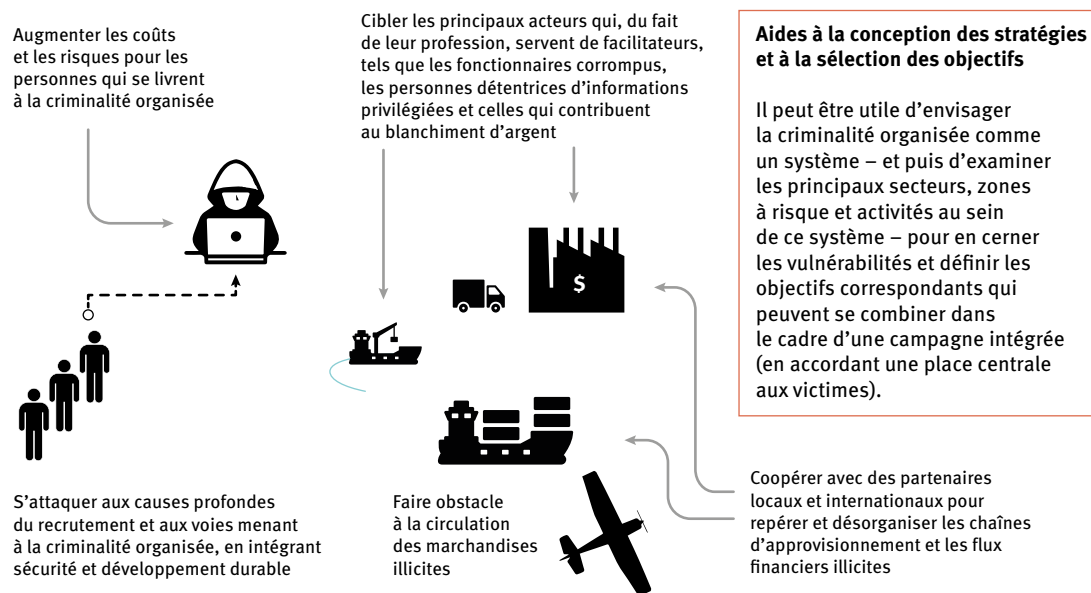 Augmenter les coûts
et les risques pour les
personnes qui se livrent
à la criminalité organisée
Cibler les principaux acteurs qui, du fait
de leur profession, servent de facilitateurs,
tels que les fonctionnaires corrompus,
les personnes détentrices d'informations
privilégiées et celles qui contribuent
au blanchiment d'argent
Aides à la conception des stratégies
et à la sélection des objectifs
Il peut être utile d'envisager
la criminalité organisée comme
un système – et puis d'examiner
les principaux secteurs, zones
à risque et activités au sein
de ce système – pour en cerner
les vulnérabilités et définir les
objectifs correspondants qui
peuvent se combiner dans
le cadre d'une campagne intégrée
(en accordant une place centrale
aux victimes).
$
S'attaquer aux causes profondes
du recrutement et aux voies menant
à la criminalité organisée, en intégrant
sécurité et développement durable
Faire obstacle
à la circulation
des marchandises
illicites
Coopérer avec des partenaires
locaux et internationaux pour
repérer et désorganiser les chaînes
d'approvisionnement et les flux
financiers illicites